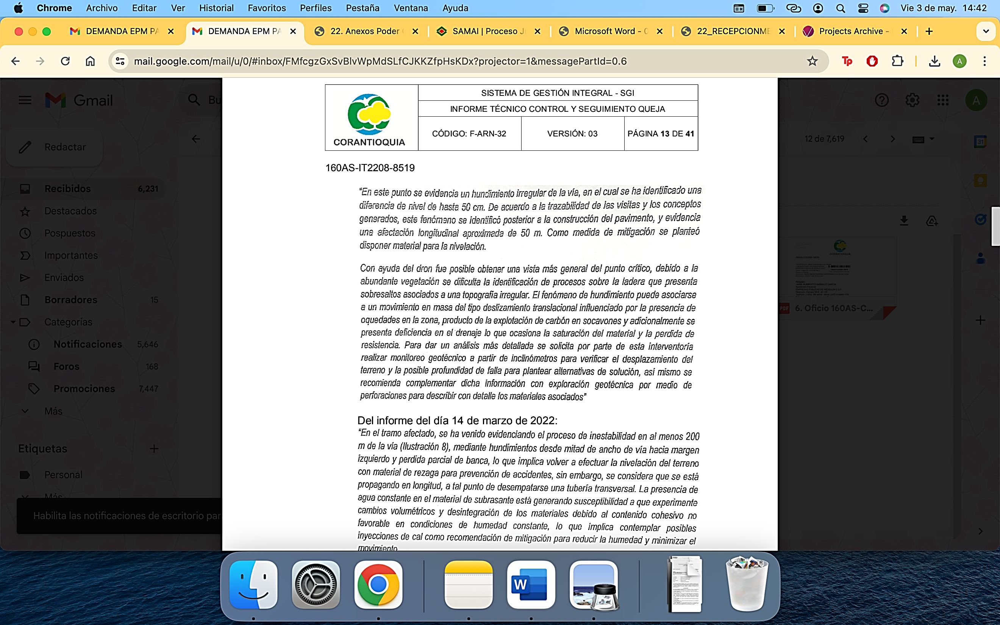 Chrome Archivo Editar Ver Historial Favoritos Perfiles Pestaña Ventana Ayuda Vie 3 de may. 14:42
DEMANDA EPM PA DEMANDA EPM PA 22. Anexos Poder SAMAI | Proceso J Microsoft Word - 0 22_RECEPCIONME Projects Archive -
mail.google.com/mail/u/0/#inbox/FMfcgzGxSvBlvWpMdSLfCJKKZfpHsKDx?projector=1&messagePartId=0.6
Tp
A
Gmail
Bu
A
Redactar
12 de 7,619
31
Recibidos 6,231
Destacados
Pospuestos
Importantes
Enviados
Borradores 15
Categorías
Notificaciones 5,646
Foros 168
Promociones 7,447
Más
Etiquetas
Personal
Más
Habilita las notificaciones de escritorio par
CORANTIOQUIA
SISTEMA DE GESTIÓN INTEGRAL - SGI
INFORME TÉCNICO CONTROL Y SEGUIMIENTO QUEJA
CÓDIGO: F-ARN-32 VERSIÓN: 03 PÁGINA 13 DE 41
160AS-IT2208-8519
"En este punto se evidencia un hundimiento irregular de la vía, en el cual se ha identificado una
diferencia de nivel de hasta 50 cm. De acuerdo a la trazabilidad de las visitas y los conceptos
generados, este fenómeno se identificó posterior a la construcción del pavimento, y evidencia
una afectación longitudinal aproximada de 50 m. Como medida de mitigación se planteó
disponer material para la nivelación.
Con ayuda del dron fue posible obtener una vista más general del punto crítico, debido a la
abundante vegetación se dificulta la identificación de procesos sobre la ladera que presenta
sobresaltos asociados a una topografía irregular. El fenómeno de hundimiento puede asociarse
a un movimiento en masa del tipo deslizamiento translacional influenciado por la presencia de
oquedades en la zona, producto de la explotación de carbón en socavones y adicionalmente se
presenta deficiencia en el drenaje lo que ocasiona la saturación del material y la perdida de
resistencia. Para dar un análisis más detallada se solicita por parte de esta interventoría
realizar monitoreo geotécnico a partir de inclinómetros para verificar el desplazamiento del
terreno y la posible profundidad de falla para plantear alternativas de solución, así mismo se
recomienda complementar dicha información con exploración geotécnica por medio de
perforaciones para describir con detalle los materiales asociados"
Del informe del día 14 de marzo de 2022:
"En el tramo afectado, se ha venido evidenciando el proceso de inestabilidad en al menos 200
m de la vía (Ilustración 8), mediante hundimientos desde mitad de ancho de vía hacia margen
izquierdo y perdida parcial de banca, lo que implica volver a efectuar la nivelación del terreno
con material de rezaga para prevención de accidentes, sin embargo, se considera que se está
propagando en longitud, a tal punto de desempatarse una tubería transversal. La presencia de
agua constante en el material de subrasante está generando susceptibilidad a que experimente
cambios volumétricos y desintegración de los materiales debido al contenido cohesivo no
favorable en condiciones de humedad constante, lo que implica contemplar posibles
inyecciones de cal como recomendación de mitigación para reducir la humedad y minimizar el
movimiento
CORANTIOQUIA
PDF 6. Oficio 160AS-C...
W